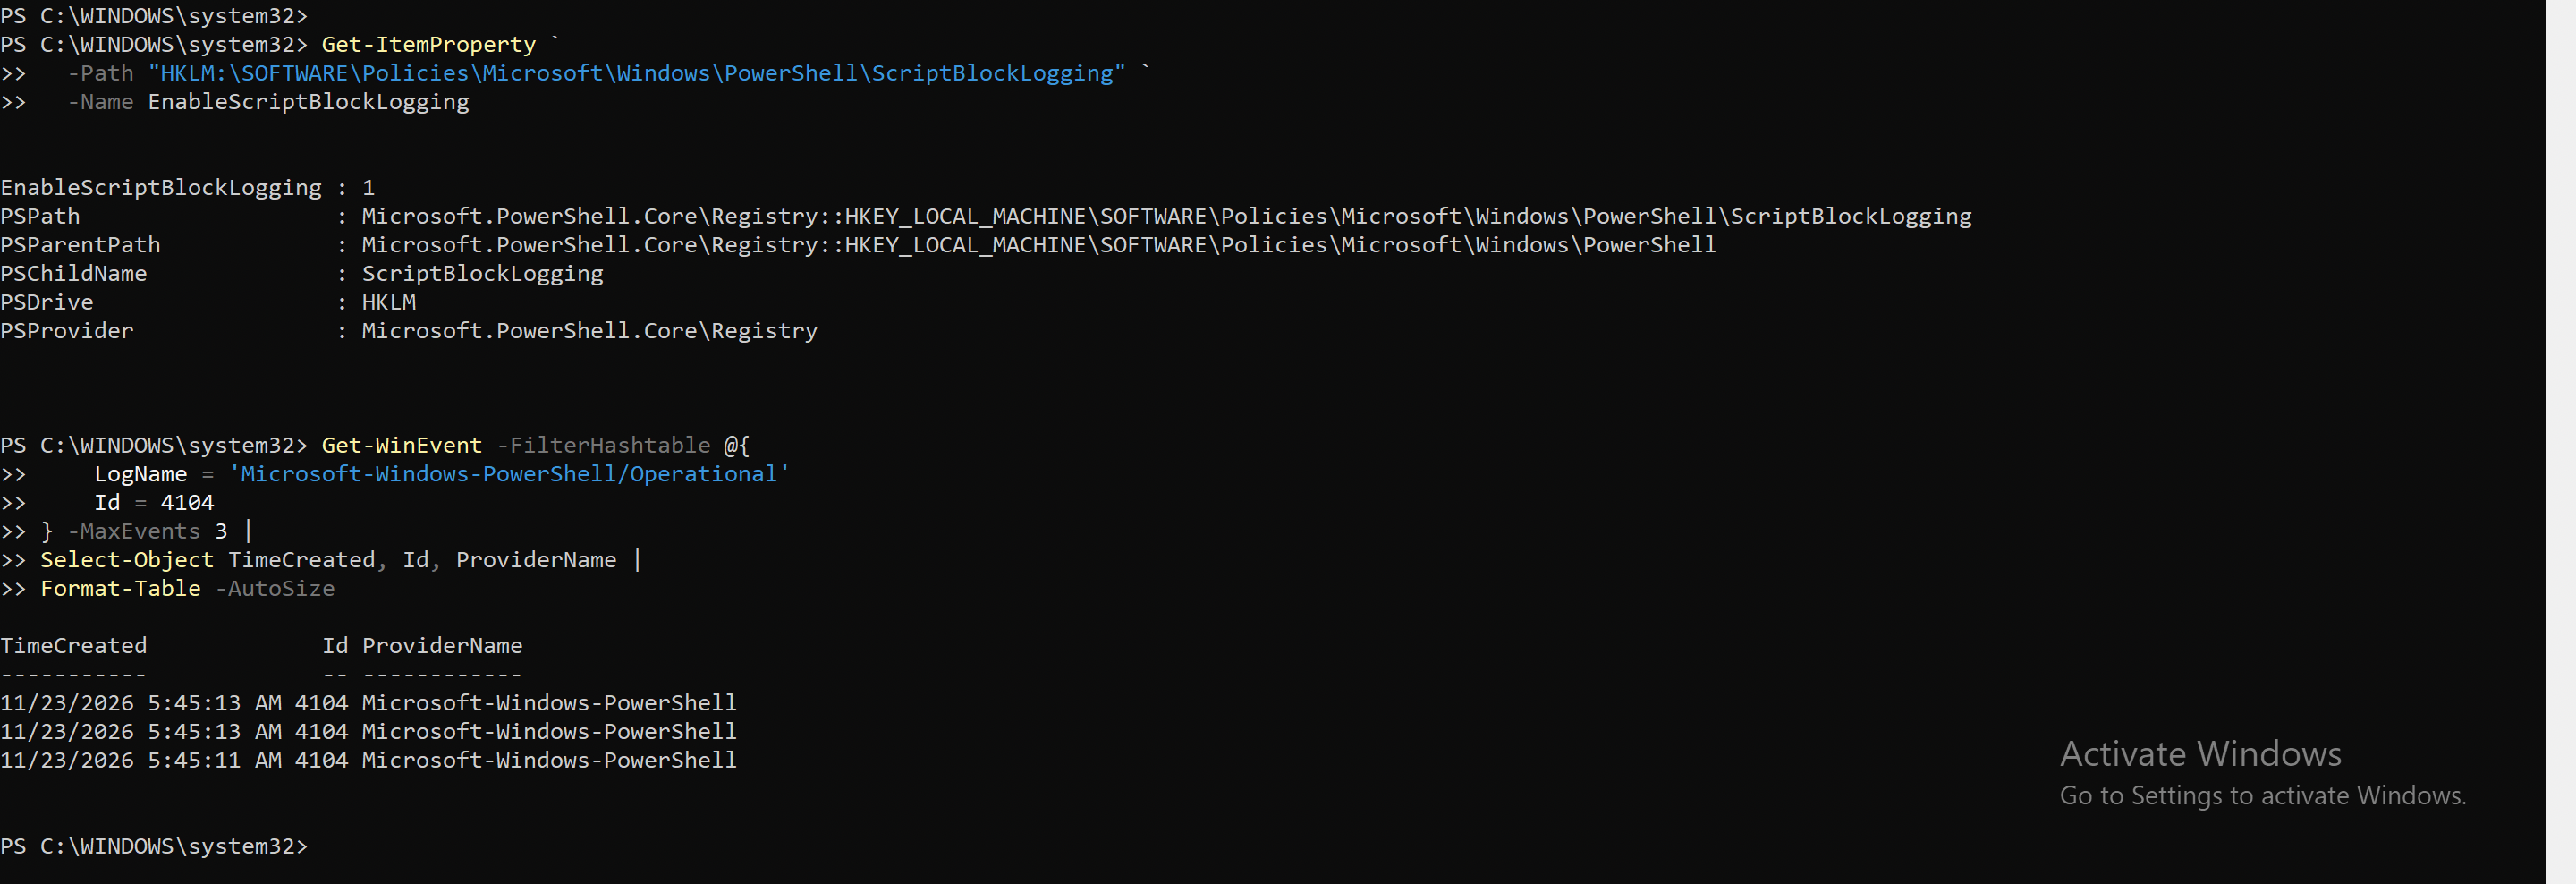 PS C:\WINDOWS\system32>
PS C:\WINDOWS\system32> Get-ItemProperty `
>>   -Path "HKLM:\SOFTWARE\Policies\Microsoft\Windows\PowerShell\ScriptBlockLogging" `
>>   -Name EnableScriptBlockLogging
EnableScriptBlockLogging : 1
PSPath                   : Microsoft.PowerShell.Core\Registry::HKEY_LOCAL_MACHINE\SOFTWARE\Policies\Microsoft\Windows\PowerShell\ScriptBlockLogging
PSParentPath             : Microsoft.PowerShell.Core\Registry::HKEY_LOCAL_MACHINE\SOFTWARE\Policies\Microsoft\Windows\PowerShell
PSChildName              : ScriptBlockLogging
PSDrive                  : HKLM
PSProvider               : Microsoft.PowerShell.Core\Registry
PS C:\WINDOWS\system32> Get-WinEvent -FilterHashtable @{
>>     LogName = 'Microsoft-Windows-PowerShell/Operational'
>>     Id = 4104
>> } -MaxEvents 3 |
>> Select-Object TimeCreated, Id, ProviderName |
>> Format-Table -AutoSize
TimeCreated             Id ProviderName
-----------             -- ------------
11/23/2026 5:45:13 AM 4104 Microsoft-Windows-PowerShell
11/23/2026 5:45:13 AM 4104 Microsoft-Windows-PowerShell
11/23/2026 5:45:11 AM 4104 Microsoft-Windows-PowerShell
Activate Windows
Go to Settings to activate Windows.
PS C:\WINDOWS\system32>